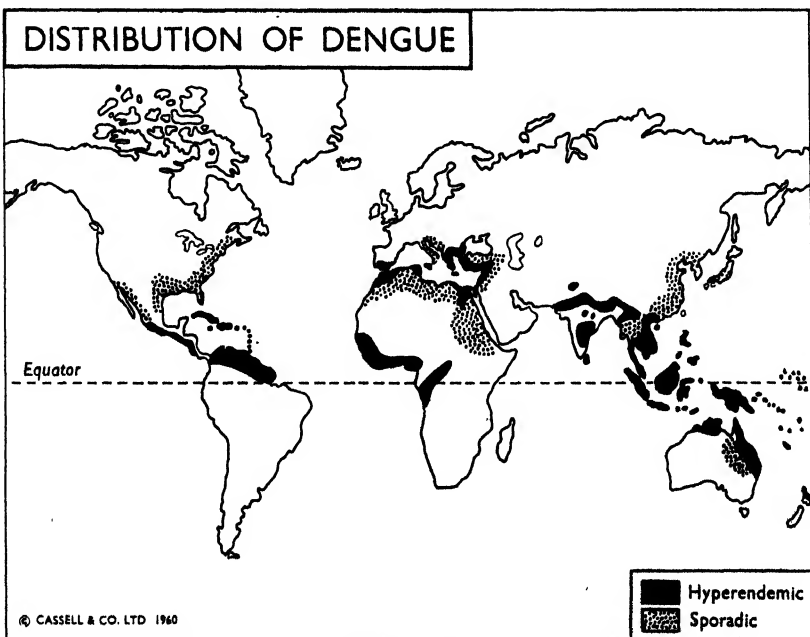 DISTRIBUTION OF DENGUE
Equator
Hyperendemic
Sporadic
© CASSELL & CO. LTD 1960